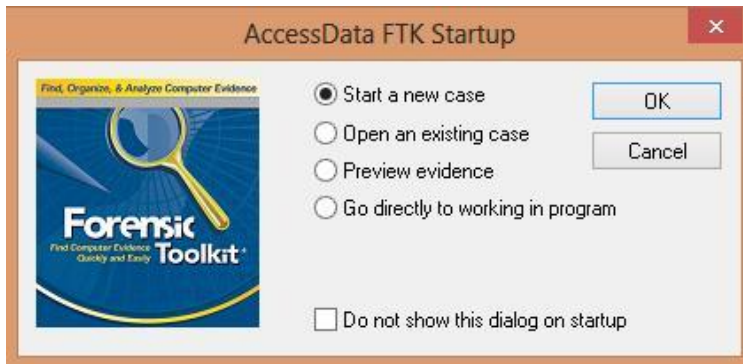 AccessData FTK Startup
Find, Organize, & Analyze Computer Evidence
Forensic
Toolkit
Find Computer Evidence
Quickly and Easily
Start a new case
Open an existing case
Preview evidence
Go directly to working in program
Do not show this dialog on startup
OK
Cancel